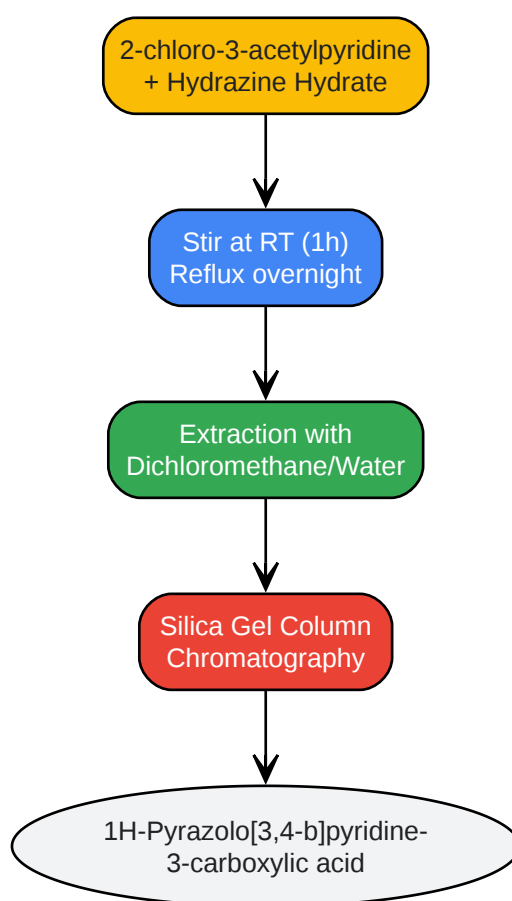 2-chloro-3-acetylpyridine
+ Hydrazine Hydrate
Stir at RT (1h)
Reflux overnight
Extraction with
Dichloromethane/Water
Silica Gel Column
Chromatography
1H-Pyrazolo[3,4-b]pyridine-
3-carboxylic acid